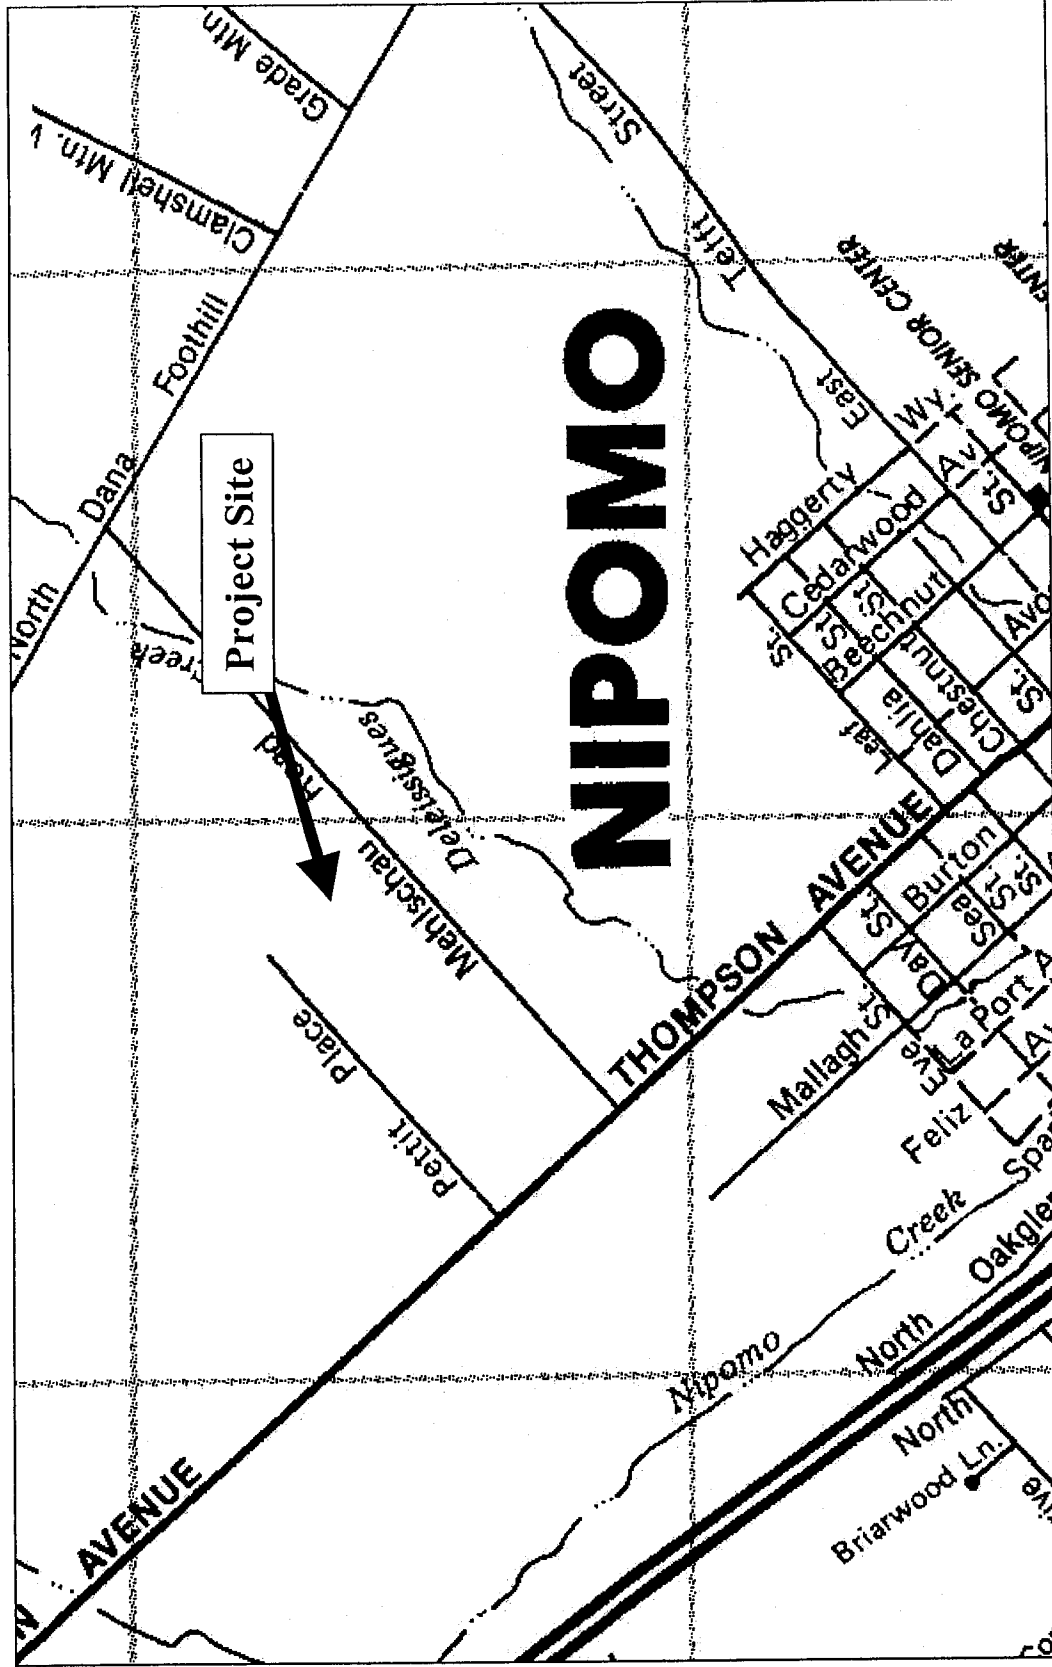 Grade Mtn
Clamshell Mtn.
North Dana Foothill
Project Site
Creek
Deleissigues
Mehlschau Road
Pettit Place
East Tefft Street
NIPOMO
NIPOMO SENIOR CENTER
Haggerty
Wy.
Cedarwood
Av.
St.
Beechnut
St.
St.
St.
Chestnut
St.
Dahlia
Leaf
THOMPSON AVENUE
AVENUE
Burton
St.
St.
Sea St.
Day
Mallagh St.
Eve
La Port
Feliz
Nipomo Creek
North
Oakglen
North
Briarwood Ln.